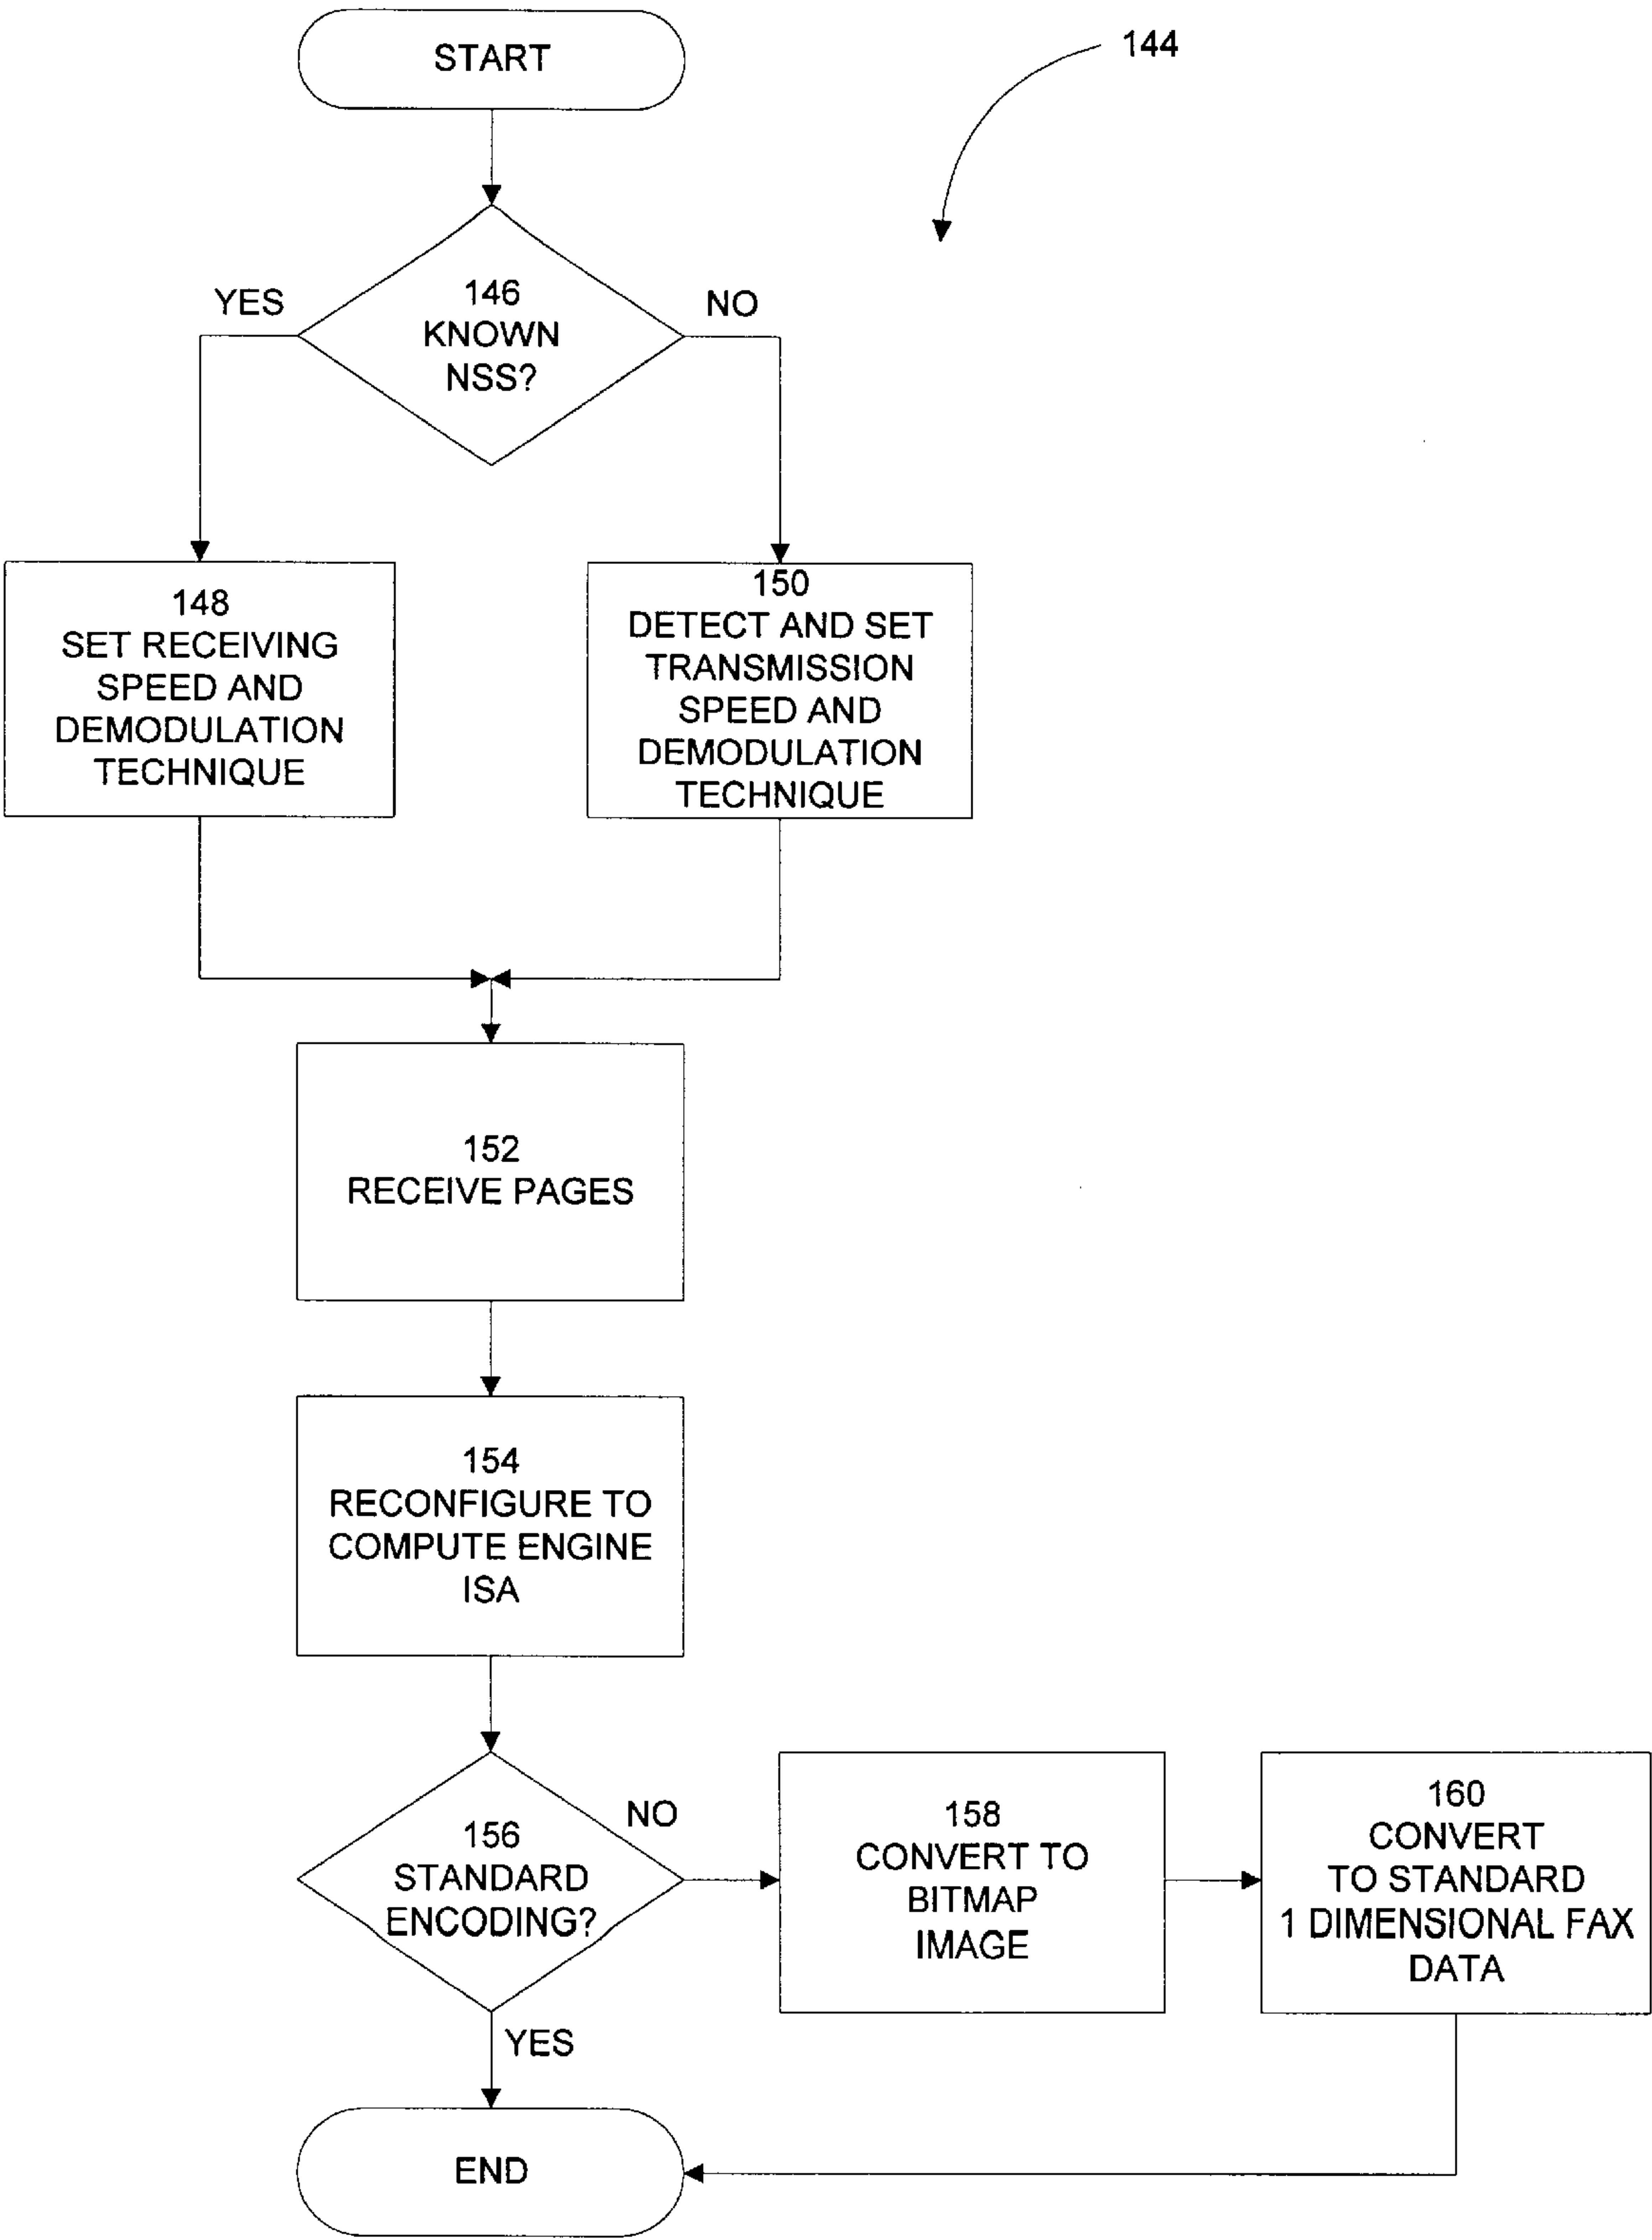 START
144
146
KNOWN
NSS?
YES
NO
148
SET RECEIVING
SPEED AND
DEMODULATION
TECHNIQUE
150
DETECT AND SET
TRANSMISSION
SPEED AND
DEMODULATION
TECHNIQUE
152
RECEIVE PAGES
154
RECONFIGURE TO
COMPUTE ENGINE
ISA
156
STANDARD
ENCODING?
NO
158
CONVERT TO
BITMAP
IMAGE
160
CONVERT
TO STANDARD
1 DIMENSIONAL FAX
DATA
YES
END